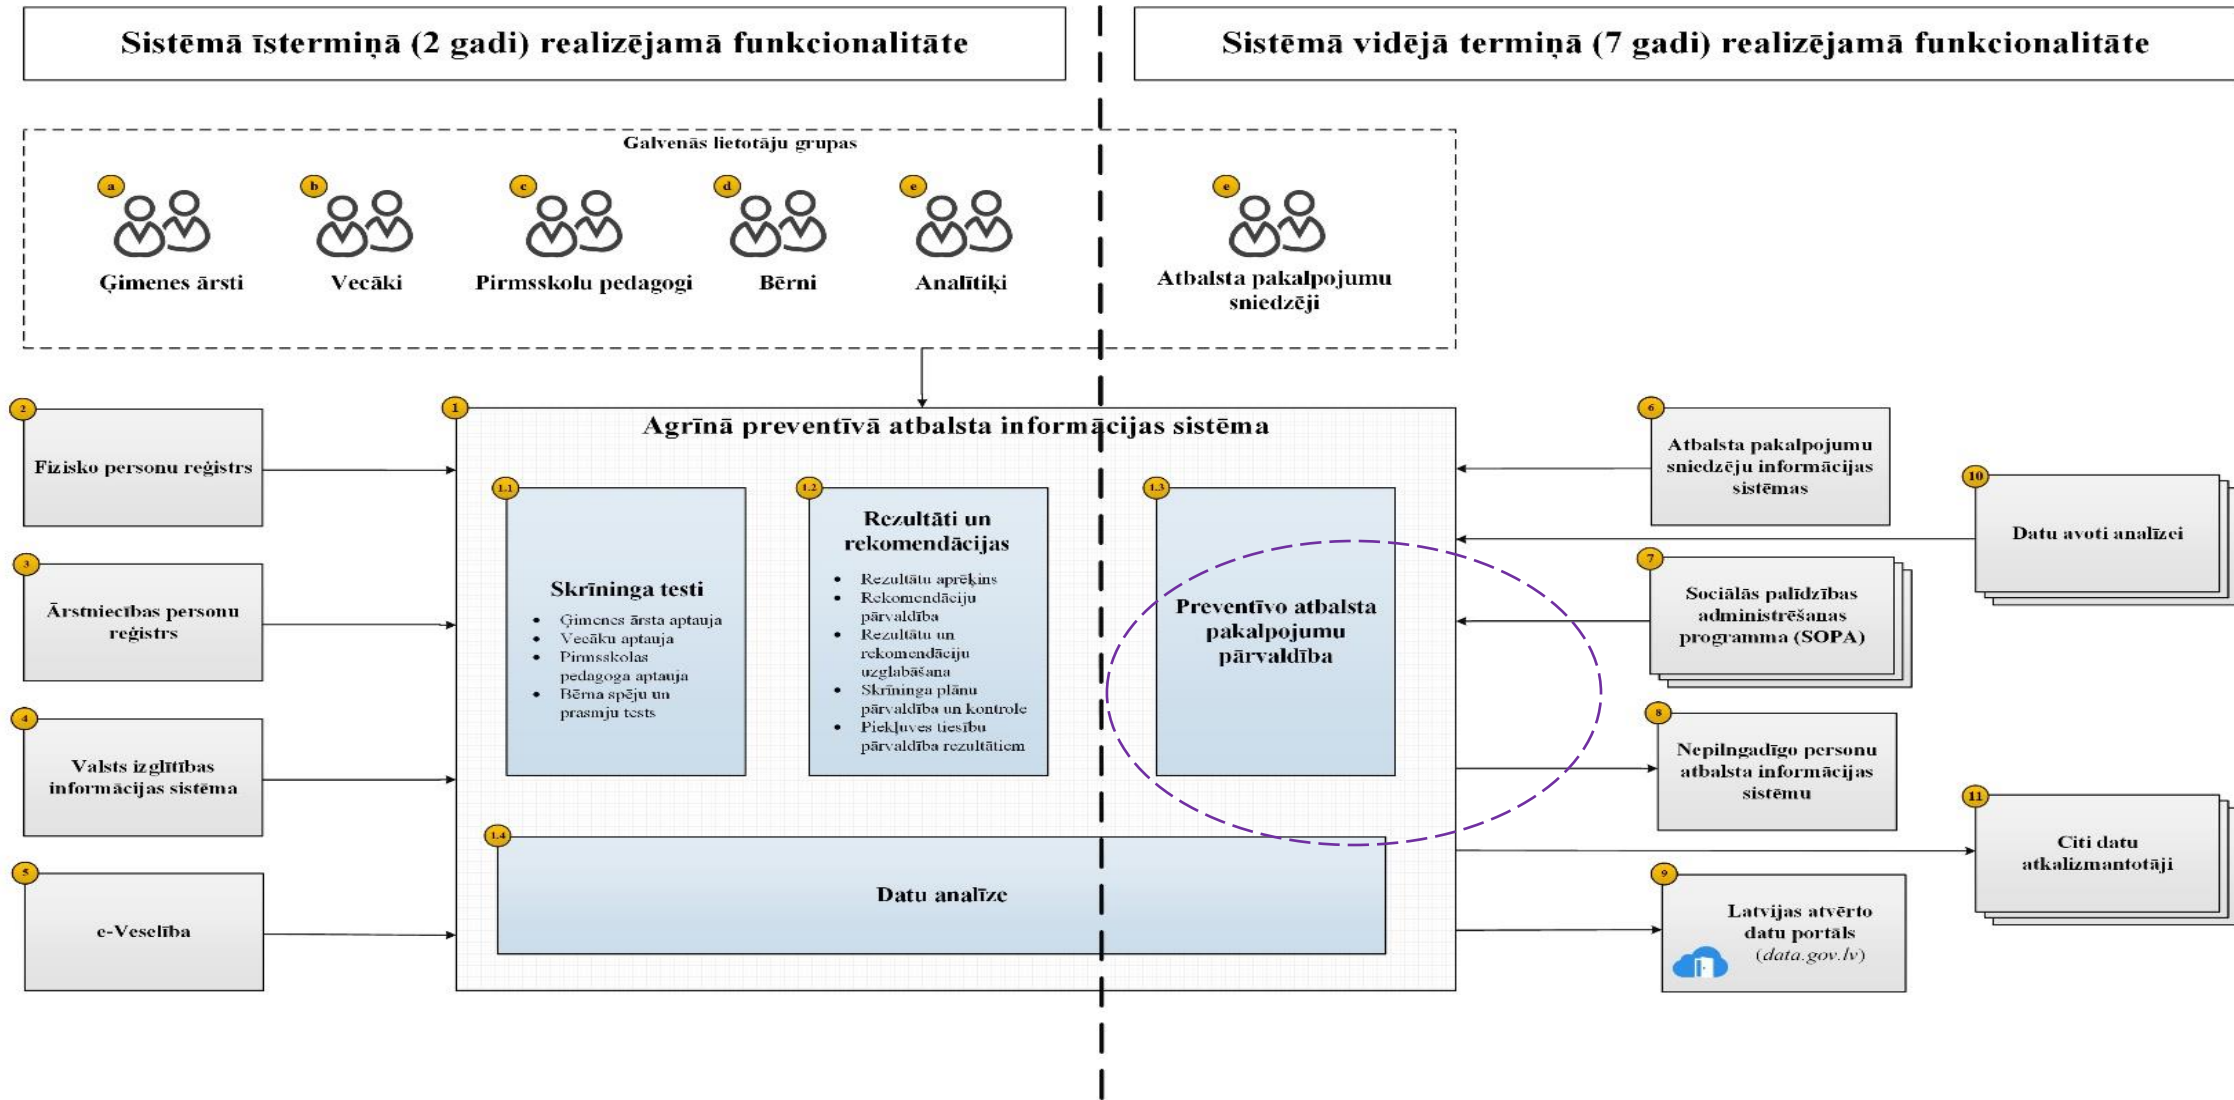 Sistēmā īstermiņā (2 gadi) realizējamā funkcionalitāte
Sistēmā vidējā termiņā (7 gadi) realizējamā funkcionalitāte
Galvenās lietotāju grupas
a
Ģimenes ārsti
b
Vecāki
c
Pirmsskolu pedagogi
d
Bērni
e
Analītiķi
e
Atbalsta pakalpojumu
sniedzēji
2
Fizisko personu reģistrs
3
Ārstniecības personu
reģistrs
4
Valsts izglītības
informācijas sistēma
5
e-Veselība
1
Agrīnā preventīvā atbalsta informācijas sistēma
1.1
Skrīninga testi
• Ģimenes ārsta aptauja
• Vecāku aptauja
• Pirmsskolas
pedagoga aptauja
• Bērna spēju un
prasmju tests
1.2
Rezultāti un
rekomendācijas
• Rezultātu aprēķins
• Rekomendāciju
pārvaldība
• Rezultātu un
rekomendāciju
uzglabāšana
• Skrīninga plānu
pārvaldība un kontrole
• Piekļuves tiesību
pārvaldība rezultātiem
1.3
Preventīvo atbalsta
pakalpojumu
pārvaldība
1.4
Datu analīze
6
Atbalsta pakalpojumu
sniedzēju informācijas
sistēmas
10
Datu avoti analīzei
7
Sociālās palīdzības
administrēšanas
programma (SOPA)
8
Nepilngadīgo personu
atbalsta informācijas
sistēmu
11
Citi datu
atkalizmantotāji
9
Latvijas atvērto
datu portāls
(data.gov.lv)